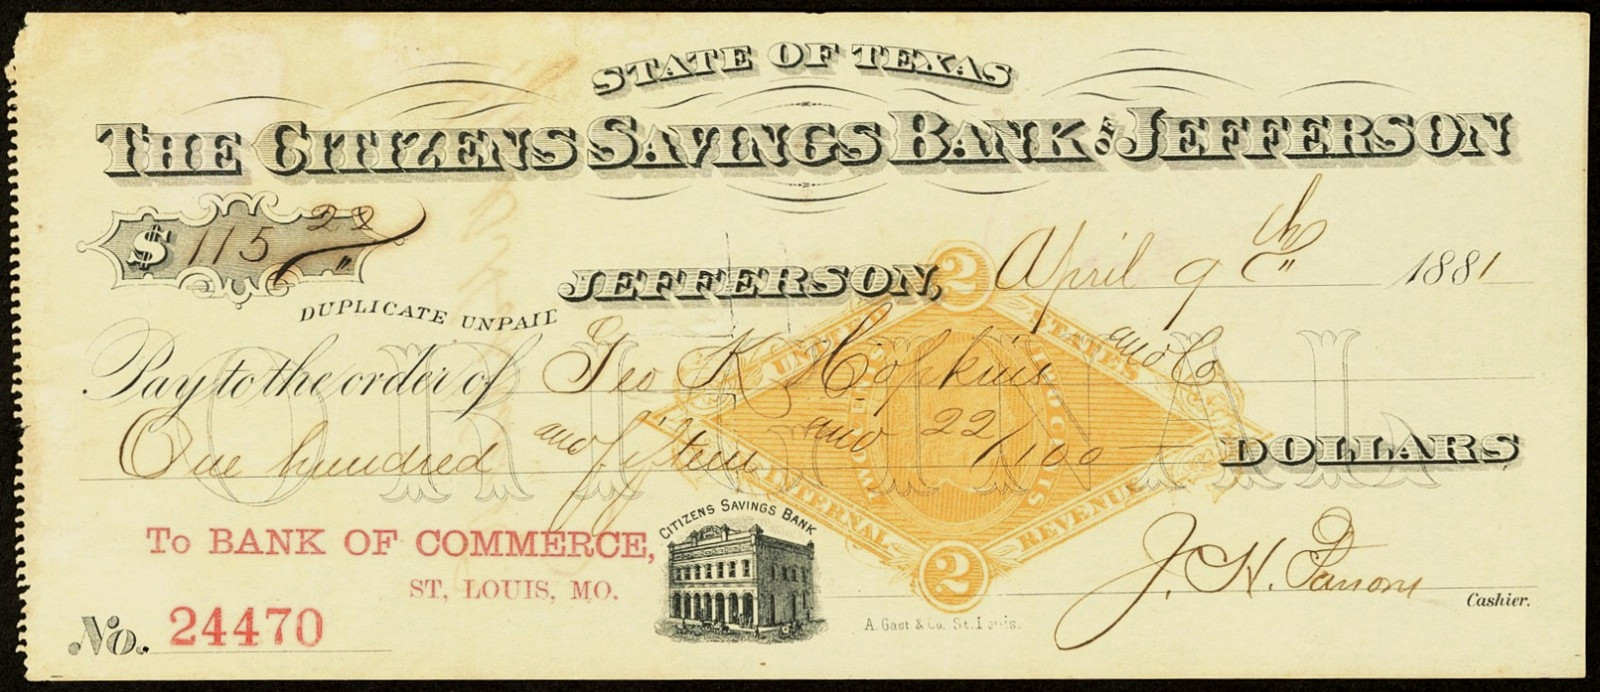 STATE OF TEXAS
THE CITIZENS SAVINGS BANK OF JEFFERSON
$ 115 22/"
DUPLICATE UNPAID
JEFFERSON, April 9th 1881
Pay to the order of Geo K Hopkins and Co
ORIGINAL
One hundred and fifteen and 22/100 DOLLARS
2
UNITED STATES
INTERNAL REVENUE
2
To BANK OF COMMERCE,
ST, LOUIS, MO.
CITIZENS SAVINGS BANK
J. H. Parsons
Cashier.
A. Gast & Co. St. Louis.
No. 24470